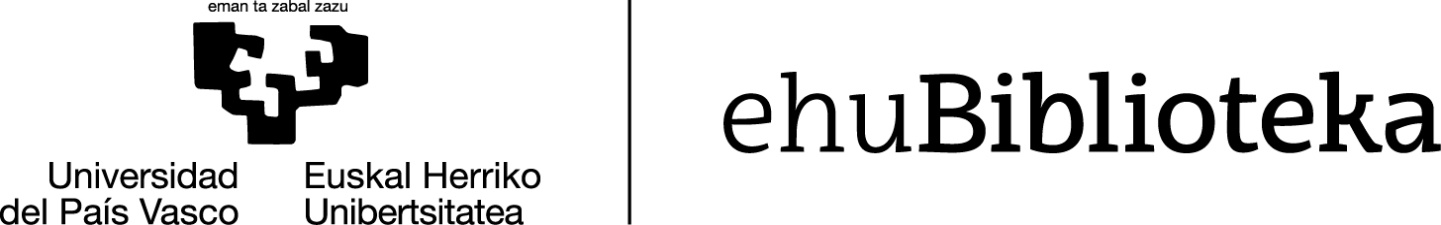 eman ta zabal zazu
Universidad
del País Vasco
Euskal Herriko
Unibertsitatea
ehuBiblioteka